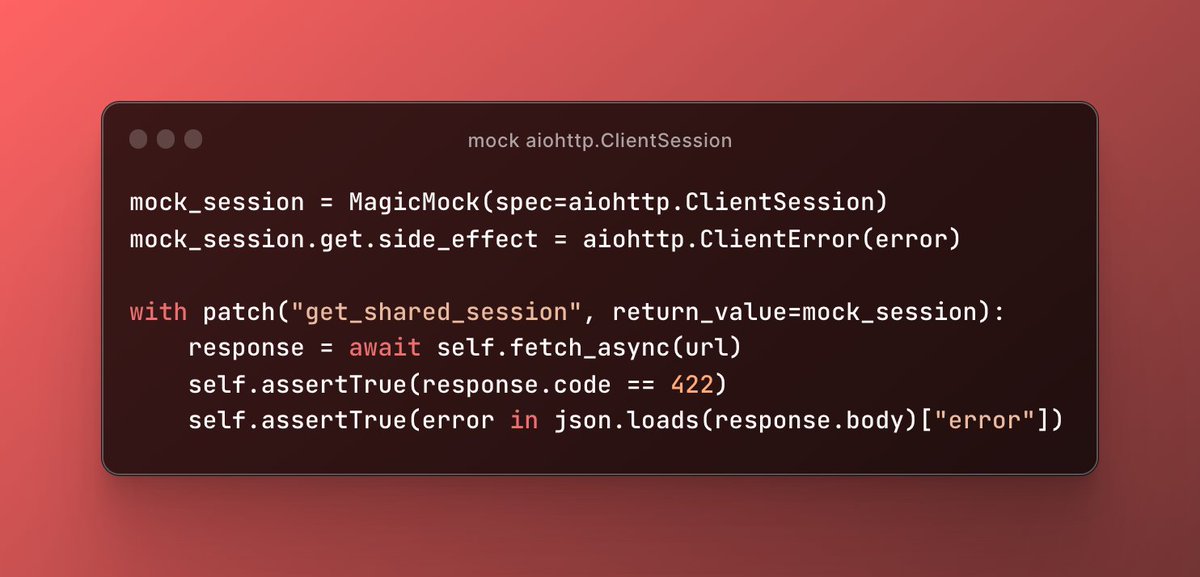 mock aiohttp.ClientSession
mock_session = MagicMock(spec=aiohttp.ClientSession)
mock_session.get.side_effect = aiohttp.ClientError(error)
with patch("get_shared_session", return_value=mock_session):
    response = await self.fetch_async(url)
    self.assertTrue(response.code == 422)
    self.assertTrue(error in json.loads(response.body)["error"])